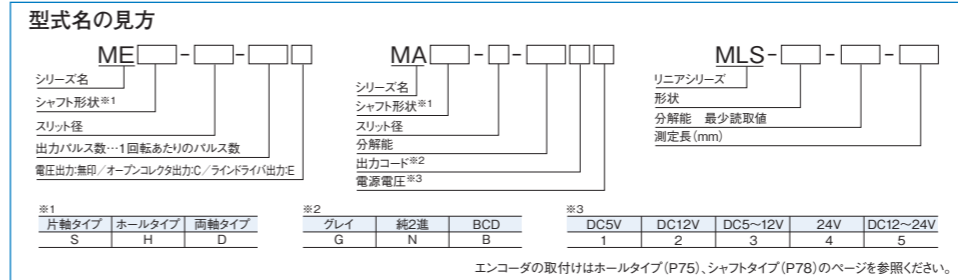 型式名の見方
ME□-□-□□
シリーズ名
シャフト形状※1
スリット径
出力パルス数…1回転あたりのパルス数
電圧出力:無印/オープンコレクタ出力:C/ラインドライバ出力:E
MA□-□-□□□
シリーズ名
シャフト形状※1
スリット径
分解能
出力コード※2
電源電圧※3
MLS-□-□-□
リニアシリーズ
形状
分解能 最少読取値
測定長(mm)
※1
片軸タイプ ホールタイプ 両軸タイプ
S H D
※2
グレイ 純2進 BCD
G N B
※3
DC5V DC12V DC5~12V 24V DC12~24V
1 2 3 4 5
エンコーダの取付けはホールタイプ(P75)、シャフトタイプ(P78)のページを参照ください。